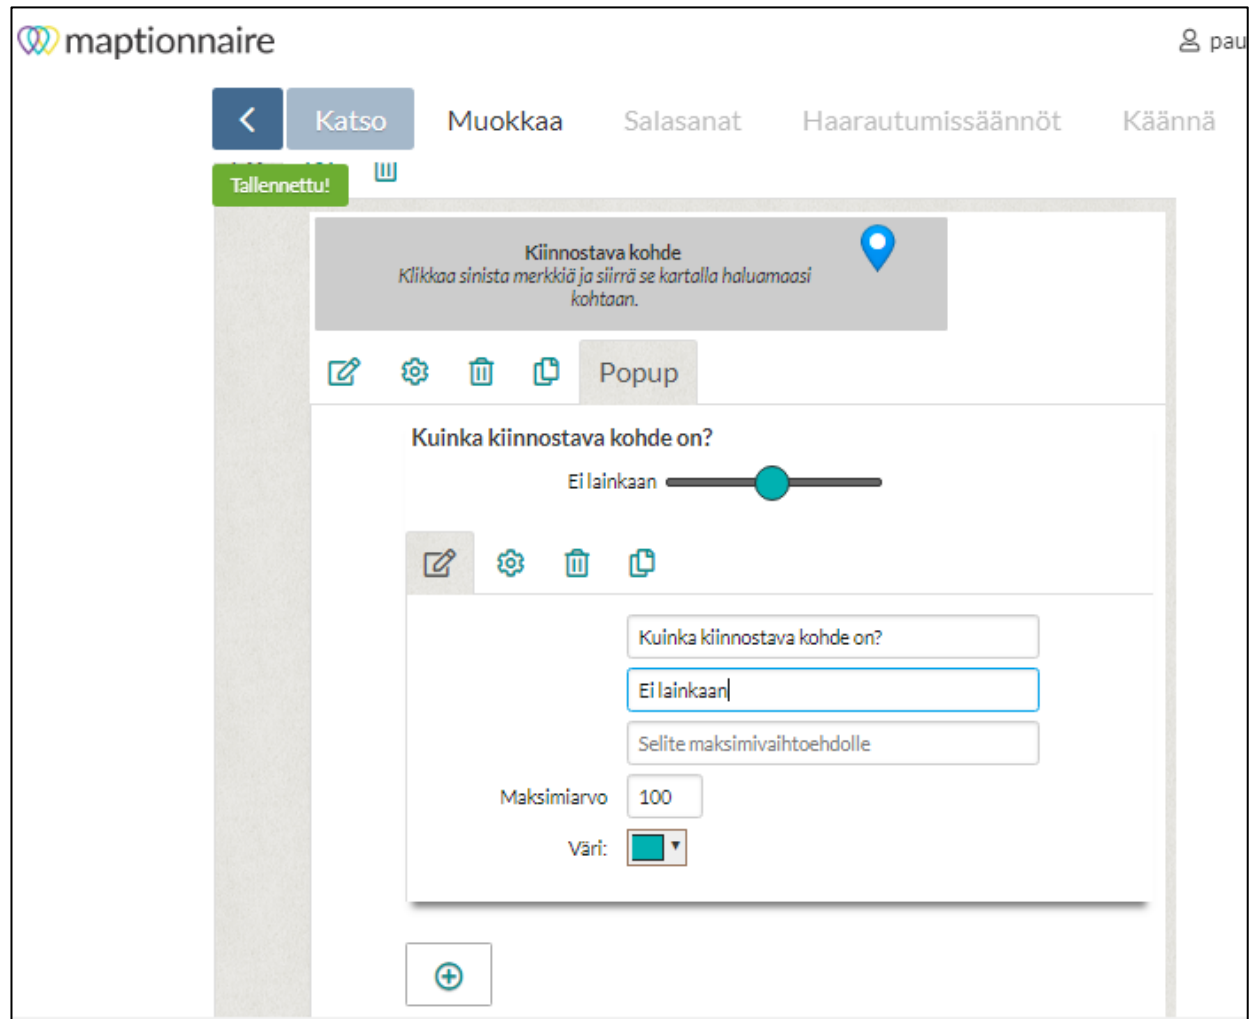 maptionnaire
pau
Katso Muokkaa Salasanat Haarautumissäännöt Käännä
Tallennettu!
Kiinnostava kohde
Klikkaa sinista merkkiä ja siirrä se kartalla haluamaasi
kohtaan.
Popup
Kuinka kiinnostava kohde on?
Ei lainkaan
Kuinka kiinnostava kohde on?
Ei lainkaan
Selite maksimivaihtoehdolle
Maksimiarvo 100
Väri: